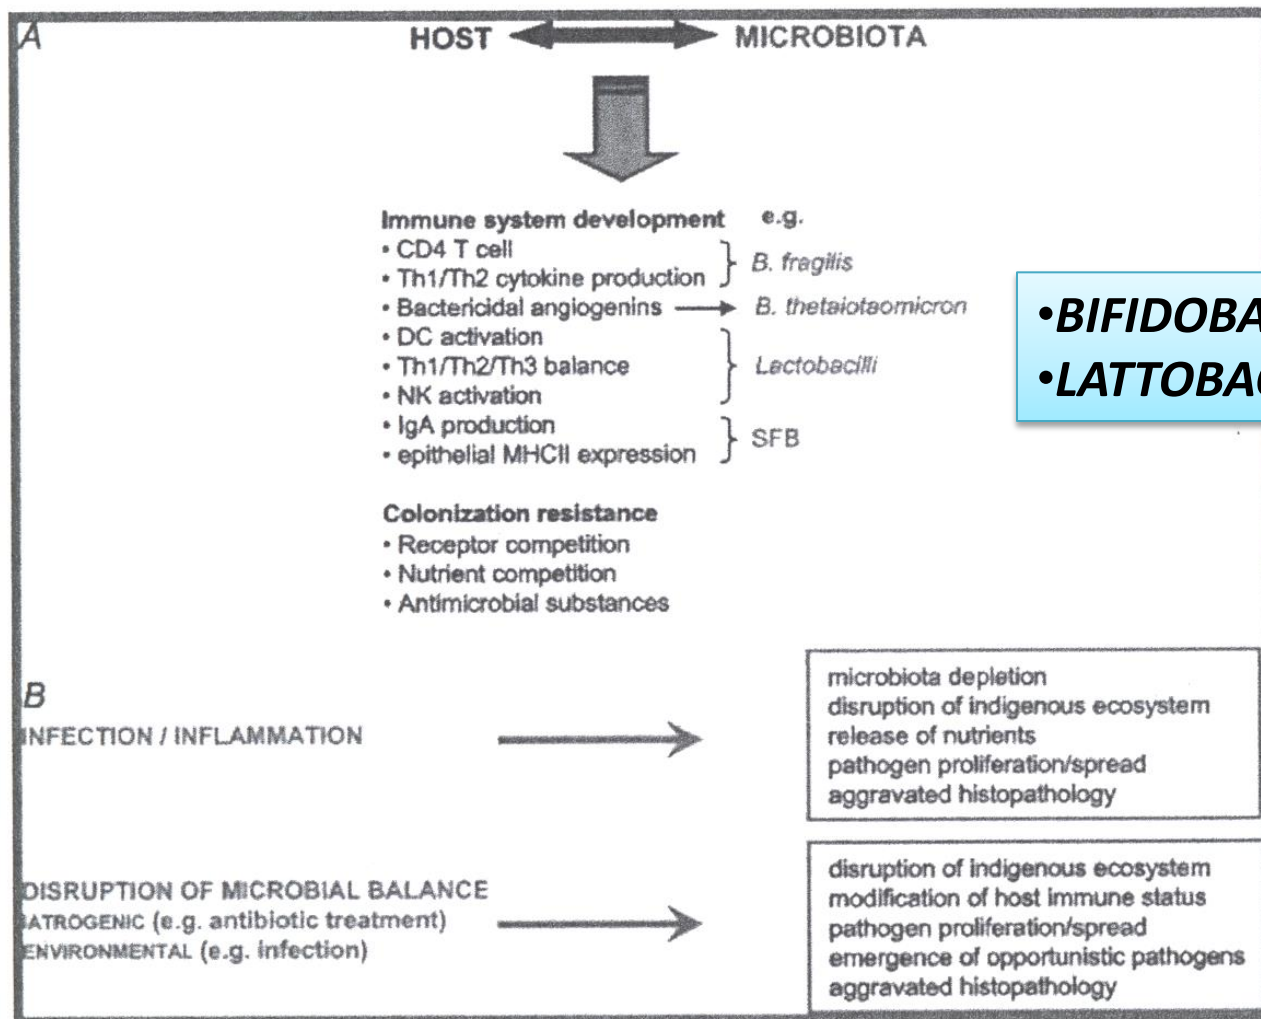 A
HOST MICROBIOTA
Immune system development e.g.
• CD4 T cell
• Th1/Th2 cytokine production
B. fragilis
• Bactericidal angiogenins
B. thetaiotaomicron
• DC activation
• Th1/Th2/Th3 balance
• NK activation
Lactobacilli
• IgA production
• epithelial MHCII expression
SFB
•BIFIDOBA
•LATTOBA
Colonization resistance
• Receptor competition
• Nutrient competition
• Antimicrobial substances
B
INFECTION / INFLAMMATION
microbiota depletion
disruption of indigenous ecosystem
release of nutrients
pathogen proliferation/spread
aggravated histopathology
DISRUPTION OF MICROBIAL BALANCE
IATROGENIC (e.g. antibiotic treatment)
ENVIRONMENTAL (e.g. infection)
disruption of indigenous ecosystem
modification of host immune status
pathogen proliferation/spread
emergence of opportunistic pathogens
aggravated histopathology